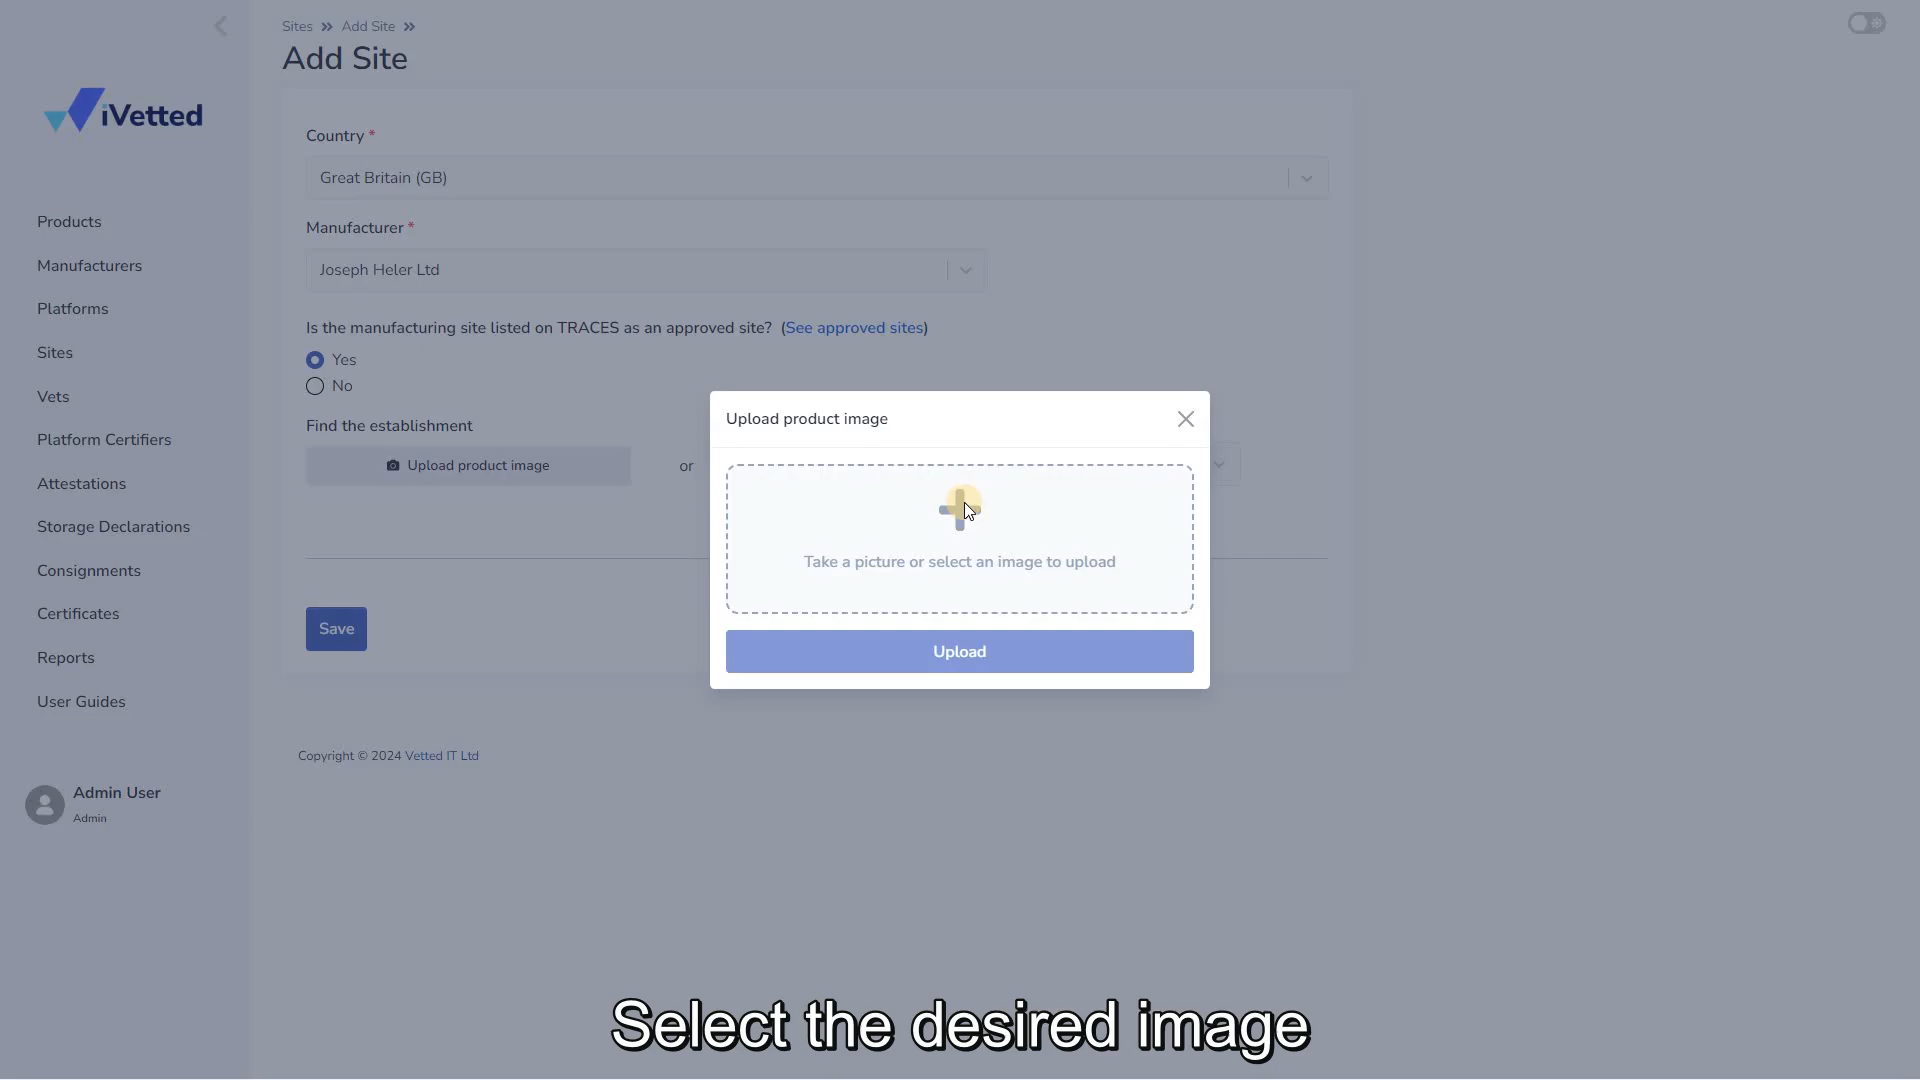 Sites » Add Site »
Add Site
iVetted
Products
Manufacturers
Platforms
Sites
Vets
Platform Certifiers
Attestations
Storage Declarations
Consignments
Certificates
Reports
User Guides
Admin User
Admin
Country *
Great Britain (GB)
Manufacturer *
Joseph Heler Ltd
Is the manufacturing site listed on TRACES as an approved site? (See approved sites)
Yes
No
Find the establishment
Upload product image
or
Save
Upload product image
Take a picture or select an image to upload
Upload
Copyright © 2024 Vetted IT Ltd
Select the desired image